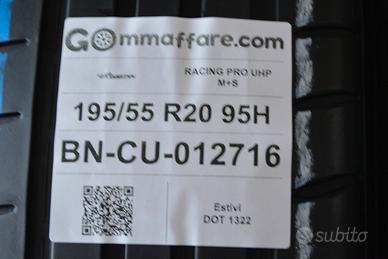 GOmmaffare.com
RACING PRO UHP
M+S
195/55 R20 95H
BN-CU-012716
Estivi
DOT 1322
subito